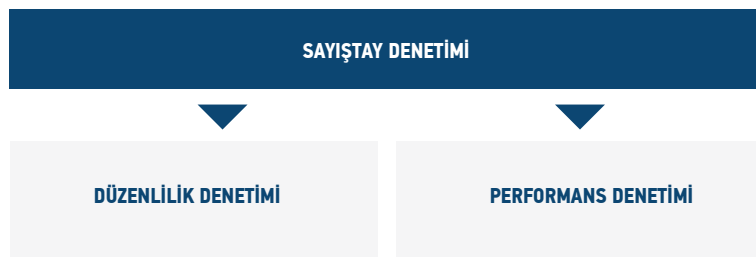 SAYIŞTAY DENETİMİ
DÜZENLİLİK DENETİMİ
PERFORMANS DENETİMİ